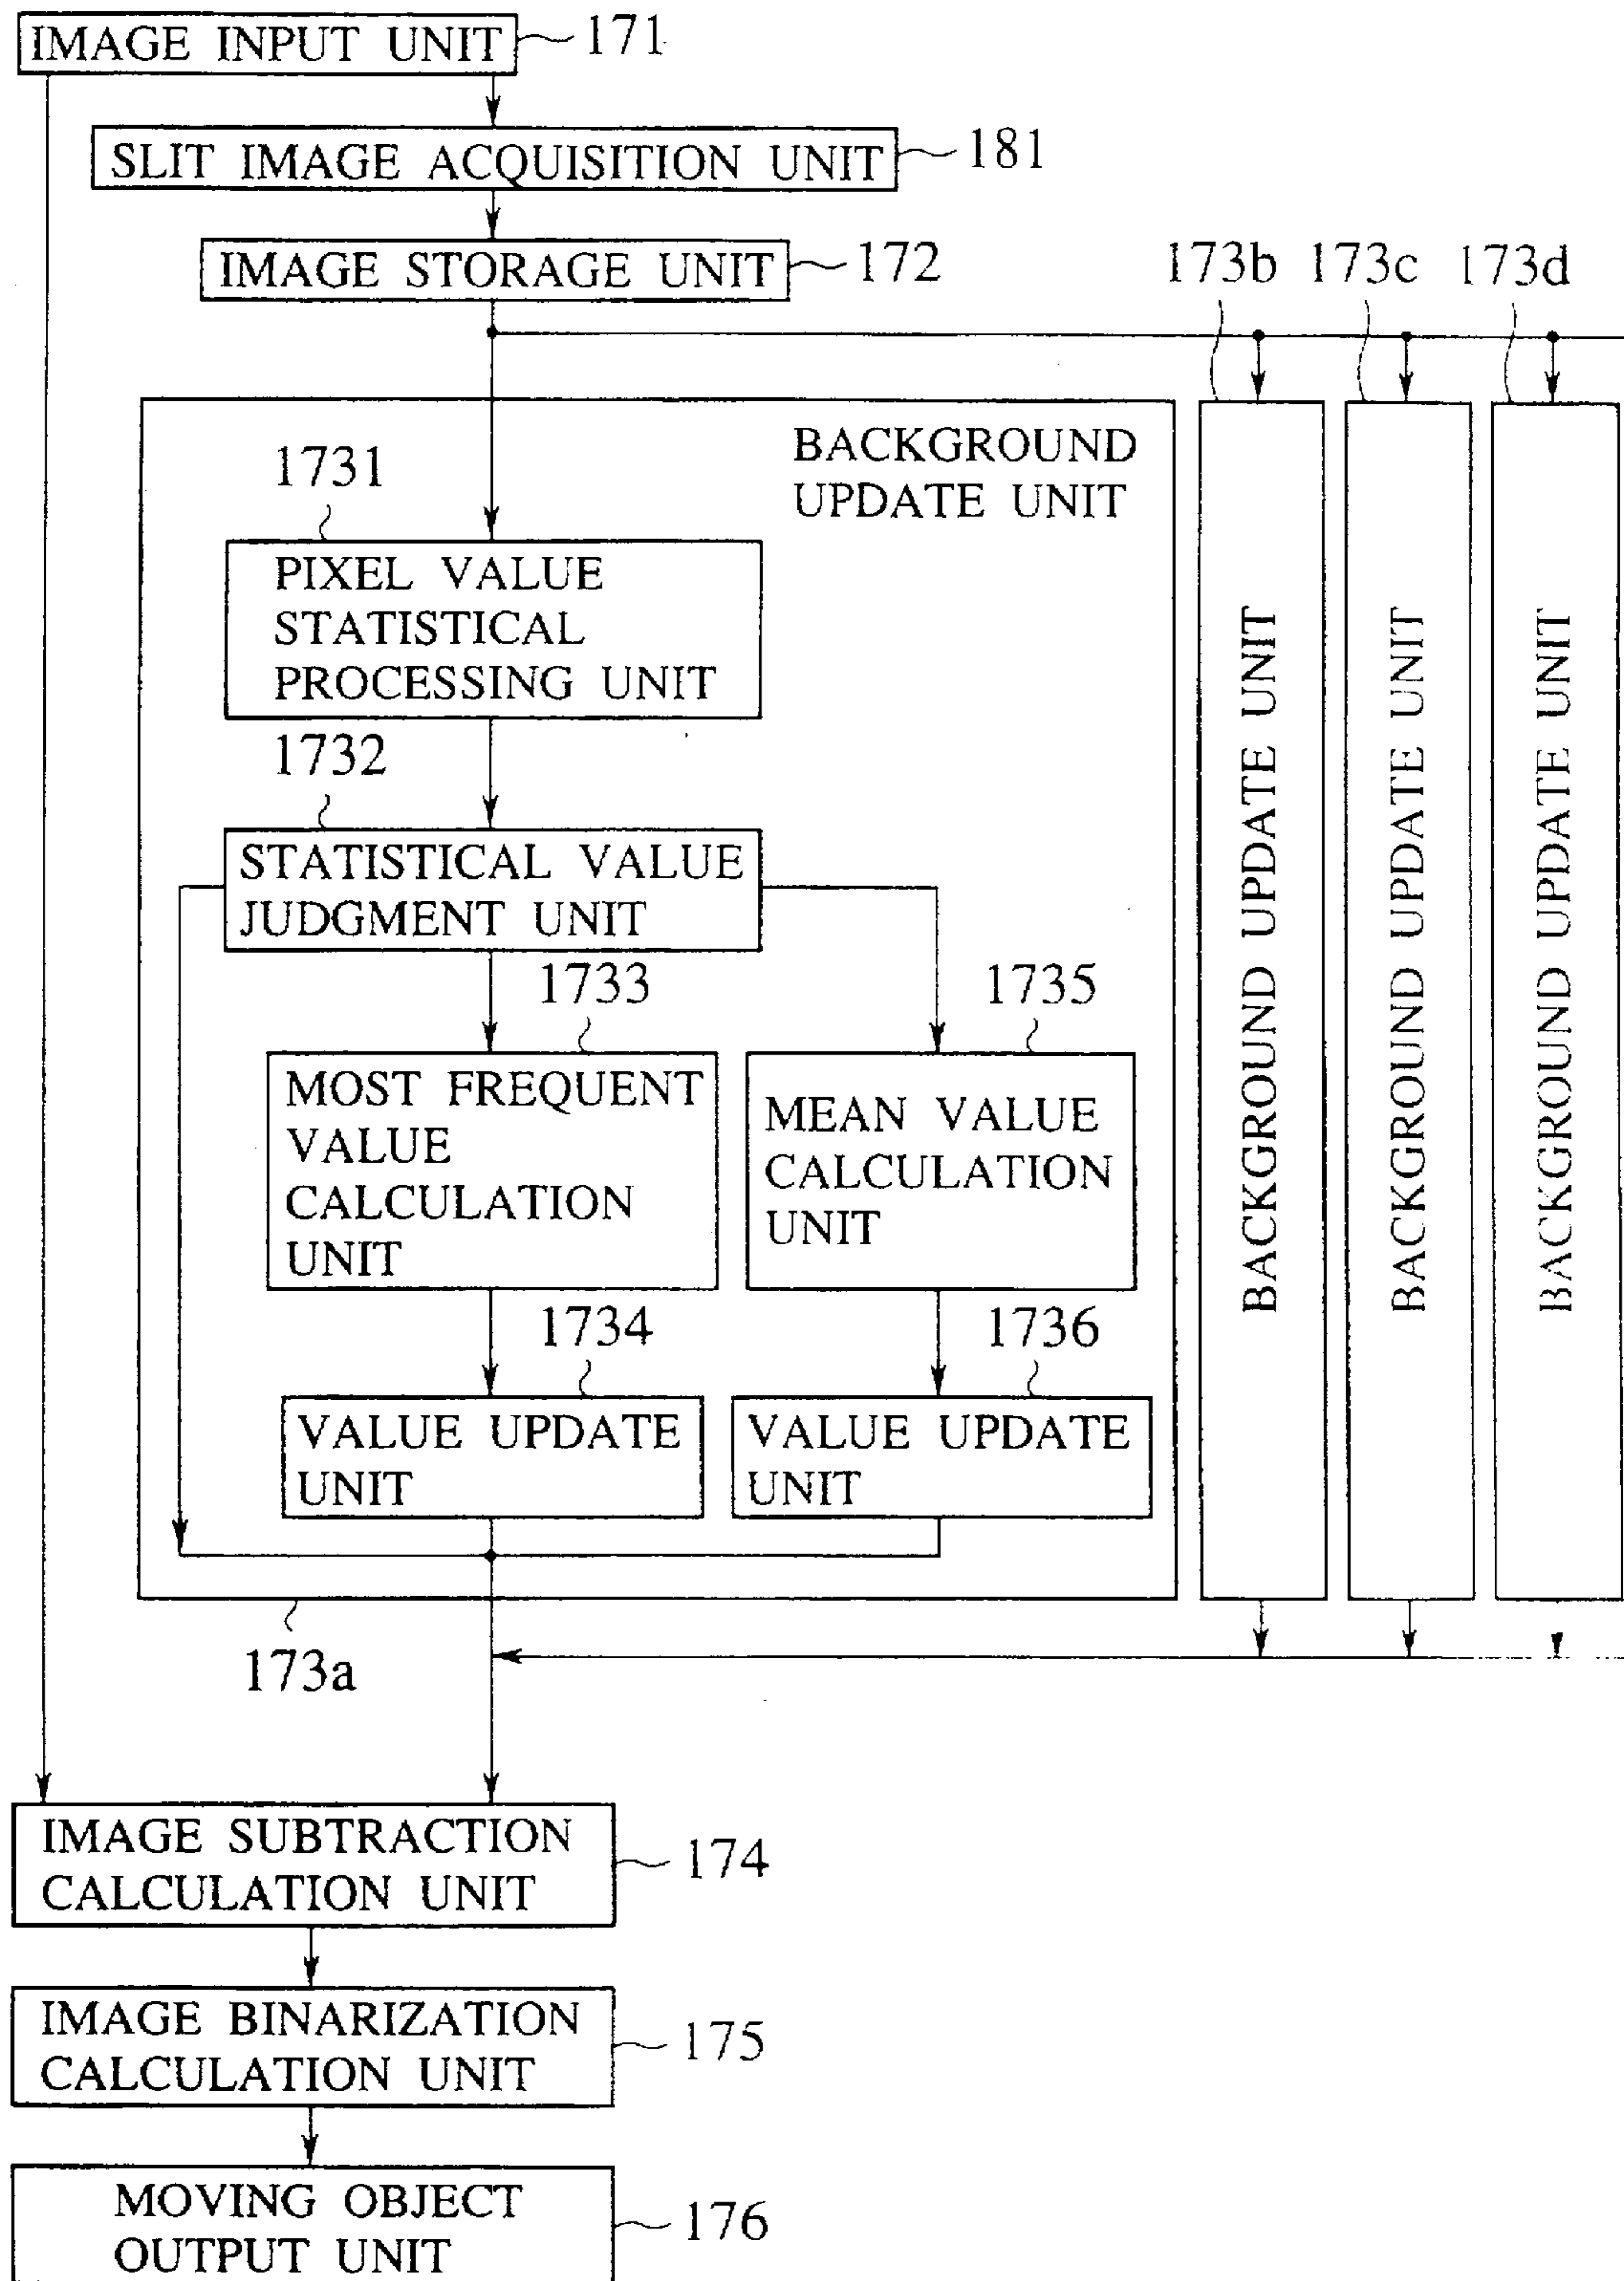 IMAGE INPUT UNIT
171
SLIT IMAGE ACQUISITION UNIT
181
IMAGE STORAGE UNIT
172
173b
173c
173d
BACKGROUND
UPDATE UNIT
1731
PIXEL VALUE
STATISTICAL
PROCESSING UNIT
1732
STATISTICAL VALUE
JUDGMENT UNIT
1733
MOST FREQUENT
VALUE
CALCULATION
UNIT
1735
MEAN VALUE
CALCULATION
UNIT
1734
VALUE UPDATE
UNIT
1736
VALUE UPDATE
UNIT
173a
BACKGROUND UPDATE UNIT
BACKGROUND UPDATE UNIT
BACKGROUND UPDATE UNIT
IMAGE SUBTRACTION
CALCULATION UNIT
174
IMAGE BINARIZATION
CALCULATION UNIT
175
MOVING OBJECT
OUTPUT UNIT
176